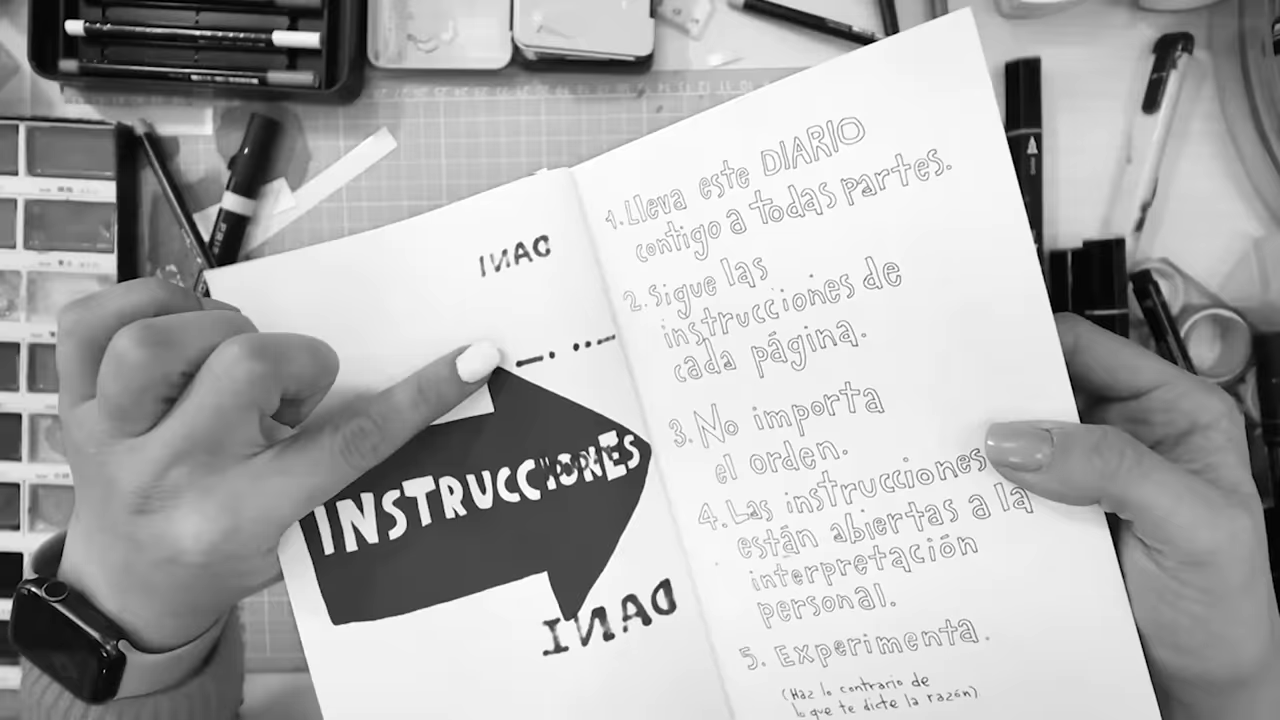 INAD
INSTRUCCIONES
INAD
1. Lleva este DIARIO
contigo a todas partes.
2. Sigue las
instrucciones de
cada página.
3. No importa
el orden.
4. Las instrucciones
están abiertas a la
interpretación
personal.
5. Experimenta.
(Haz lo contrario de
lo que te dicte la razón)